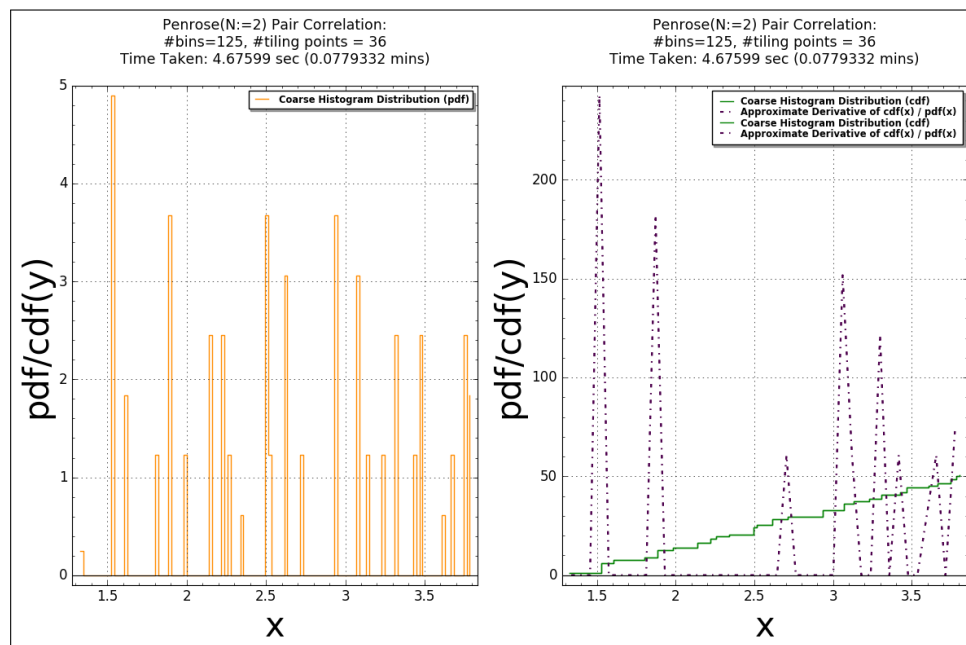 Penrose(N:=2) Pair Correlation:
#bins=125, #tiling points = 36
Time Taken: 4.67599 sec (0.0779332 mins)
5
4
3
2
1
0
pdf/cdf(y)
Coarse Histogram Distribution (pdf)
1.5
2
2.5
3
3.5
x
Penrose(N:=2) Pair Correlation:
#bins=125, #tiling points = 36
Time Taken: 4.67599 sec (0.0779332 mins)
200
150
100
50
0
pdf/cdf(y)
Coarse Histogram Distribution (cdf)
Approximate Derivative of cdf(x) / pdf(x)
Coarse Histogram Distribution (cdf)
Approximate Derivative of cdf(x) / pdf(x)
1.5
2
2.5
3
3.5
x